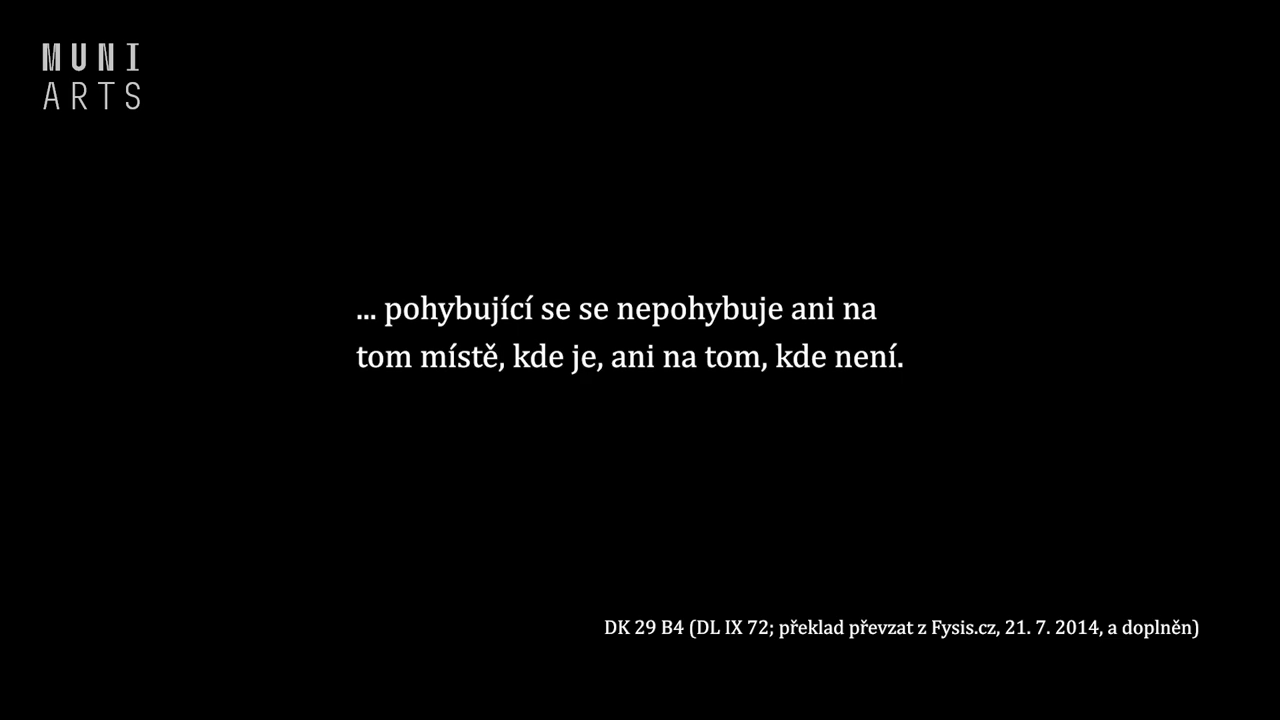 MUNI
ARTS
... pohybující se se nepohybuje ani na
tom místě, kde je, ani na tom, kde není.
DK 29 B4 (DL IX 72; překlad převzat z Fysis.cz, 21. 7. 2014, a doplněn)